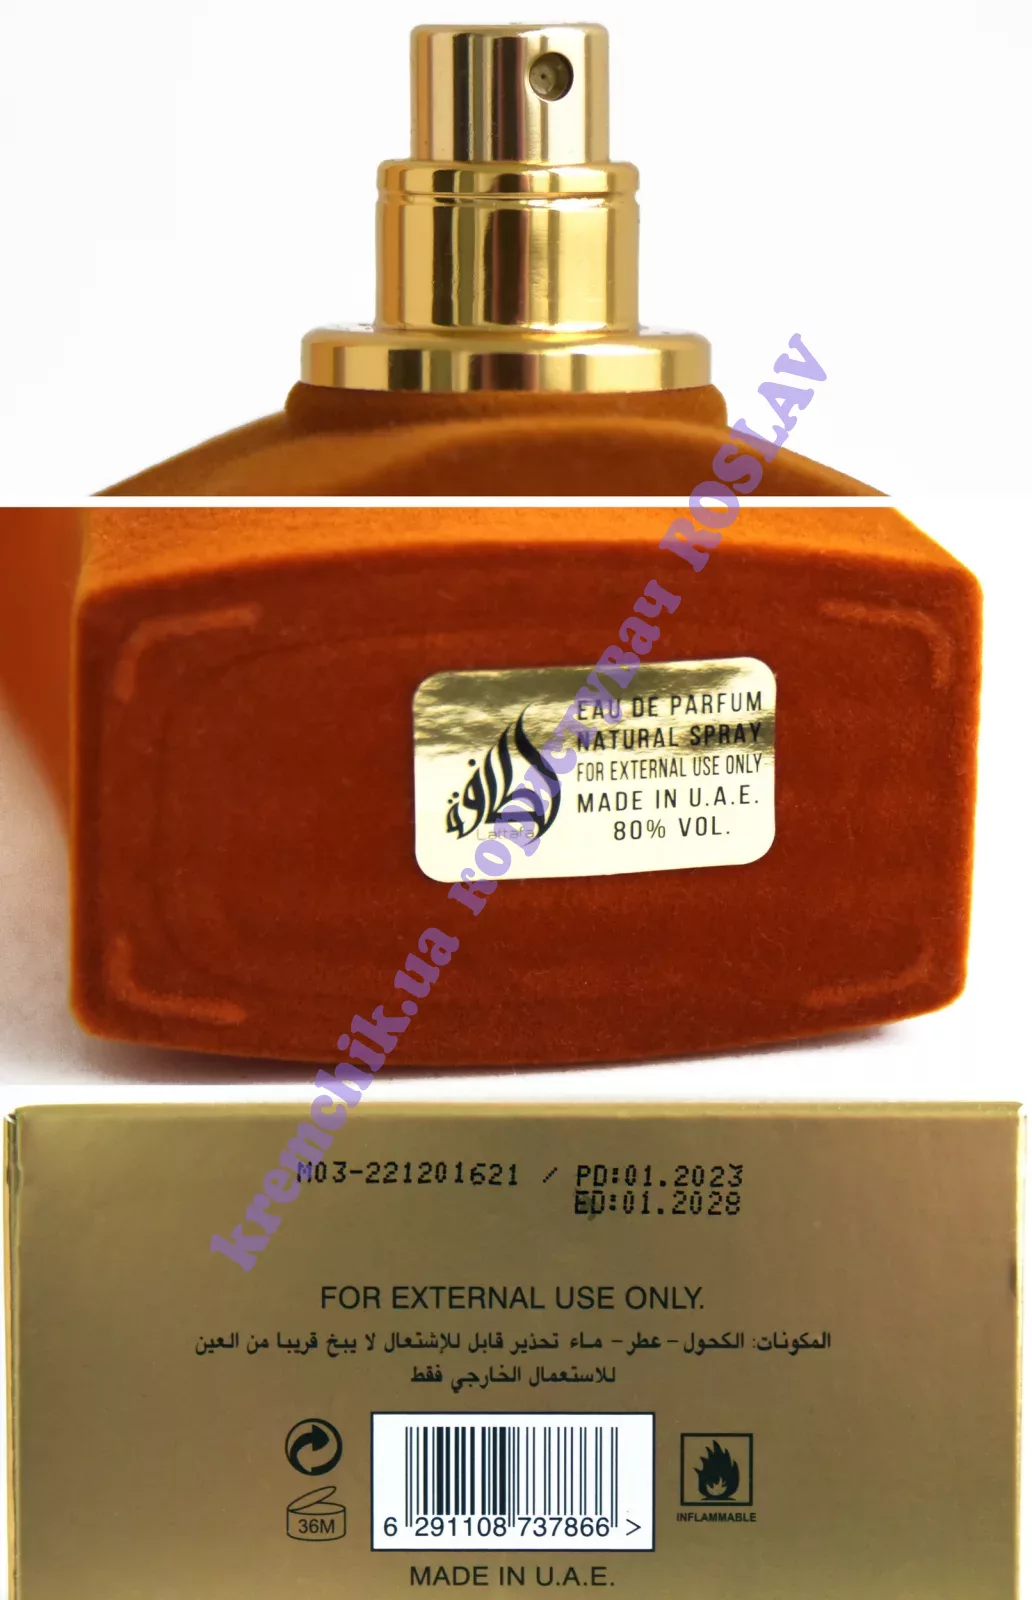 EAU DE PARFUM
NATURAL SPRAY
FOR EXTERNAL USE ONLY
MADE IN U.A.E.
80% VOL.
لطافة
Lattafa
kremchik.ua користувач ROSLAV
M03-221201621 / PD:01.2023
ED:01.2028
FOR EXTERNAL USE ONLY.
المكونات: الكحول - عطر - ماء تحذير قابل للإشتعال لا يبخ قريبا من العين
للاستعمال الخارجي فقط
36M
INFLAMMABLE
6 291108 737866 >
MADE IN U.A.E.